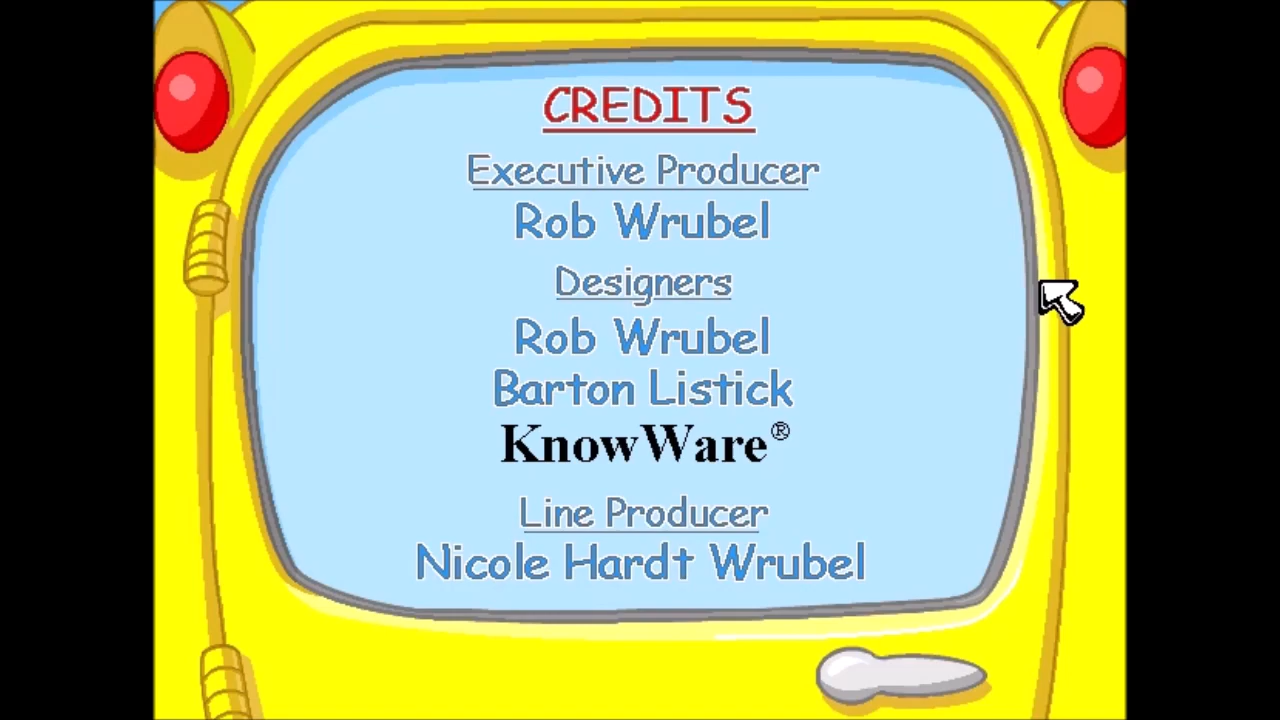 CREDITS
Executive Producer
Rob Wrubel
Designers
Rob Wrubel
Barton Listick
KnowWare®
Line Producer
Nicole Hardt Wrubel